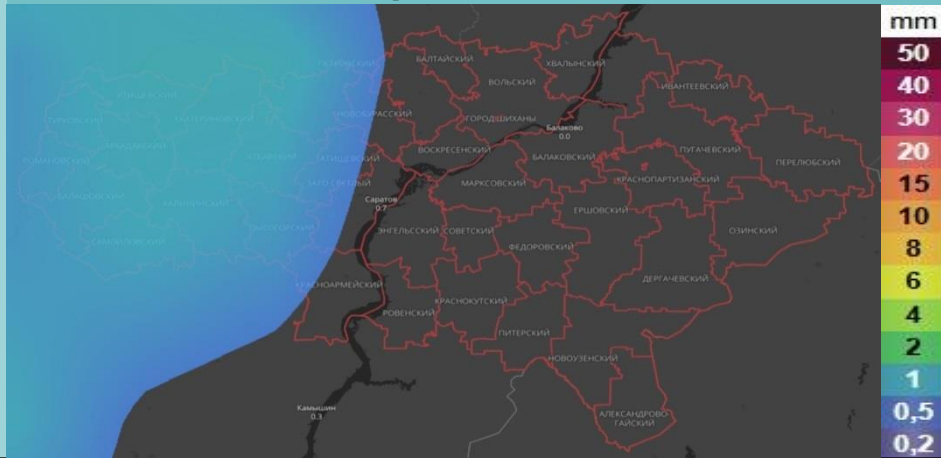 mm
50
40
30
20
15
10
8
6
4
2
1
0,5
0,2
БАЛТАЙСКИЙ
ХВАЛЫНСКИЙ
ВОЛЬСКИЙ
ИВАНТЕЕВСКИЙ
ГОРОД ШИХАНЫ
Балаково
0.0
ВОСКРЕСЕНСКИЙ
БАЛАКОВСКИЙ
ПУГАЧЕВСКИЙ
ПЕРЕЛЮБСКИЙ
ТАТИЩЕВСКИЙ
МАРКСОВСКИЙ
КРАСНОПАРТИЗАНСКИЙ
Саратов
0.7
ЕРШОВСКИЙ
ЭНГЕЛЬССКИЙ
СОВЕТСКИЙ
ФЕДОРОВСКИЙ
ОЗИНСКИЙ
КРАСНОАРМЕЙСКИЙ
ДЕРГАЧЕВСКИЙ
КРАСНОКУТСКИЙ
РОВЕНСКИЙ
ПИТЕРСКИЙ
НОВОУЗЕНСКИЙ
Камышин
0.3
АЛЕКСАНДРОВО-
ГАЙСКИЙ